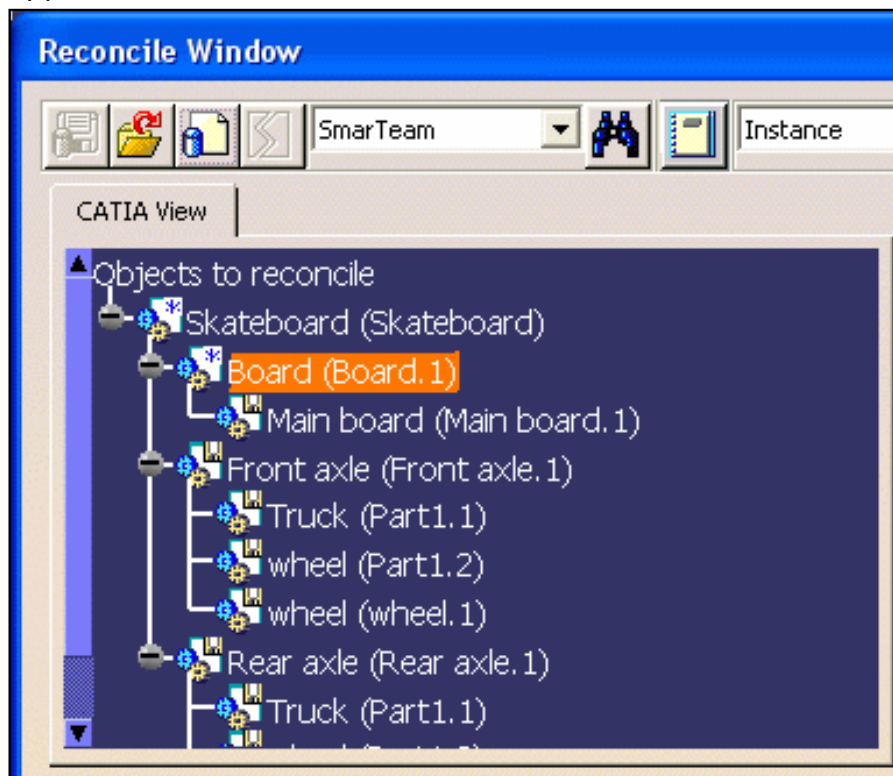 Reconcile Window
SmarTeam
Instance
CATIA View
Objects to reconcile
Skateboard (Skateboard)
Board (Board.1)
Main board (Main board.1)
Front axle (Front axle.1)
Truck (Part1.1)
wheel (Part1.2)
wheel (wheel.1)
Rear axle (Rear axle.1)
Truck (Part1.1)